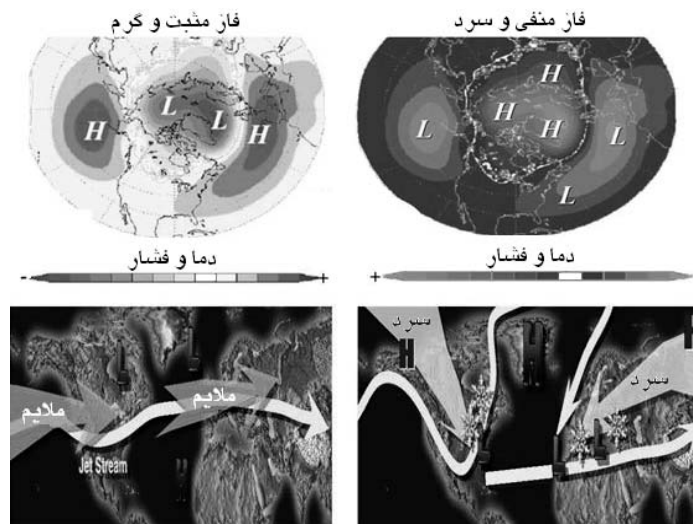 فاز منفی و سرد
فاز مثبت و گرم
H
L
L
H
H
H
H
L
L
L
دما و فشار
- +
دما و فشار
+
ملایم
ملایم
L
L
Jet Stream
H
سرد
سرد
H
H
H
L
L
L